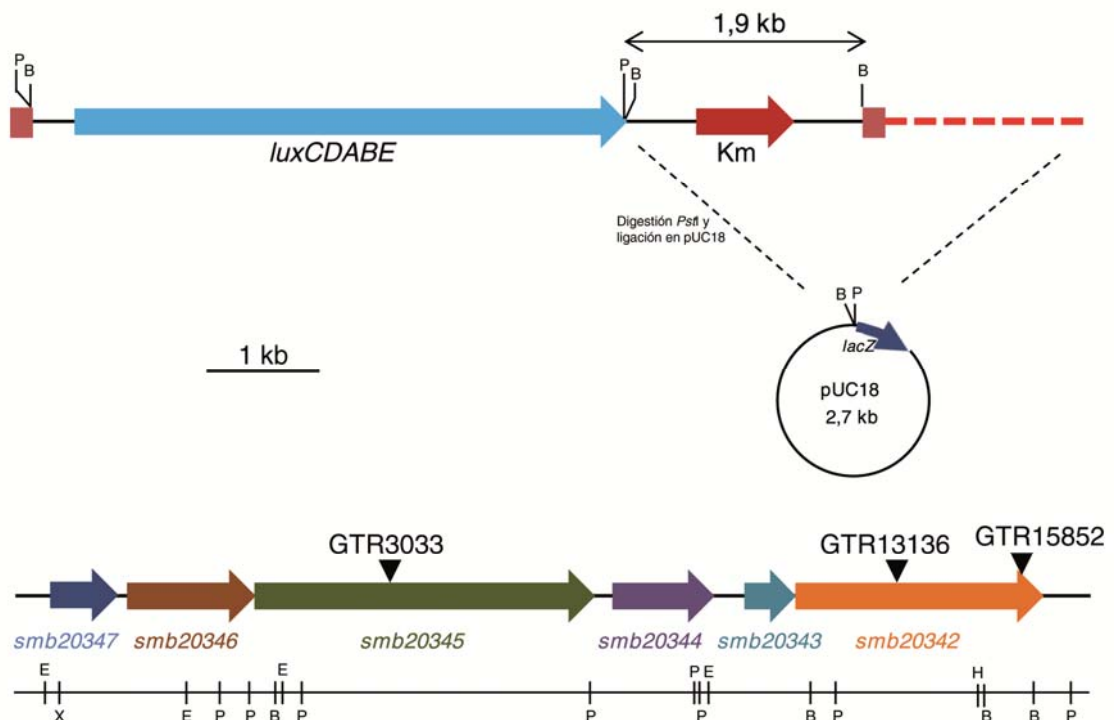 1,9 kb
P
B
P
B
B
luxCDABE
Km
Digestión PstI y
ligación en pUC18
B P
lacZ
1 kb
pUC18
2,7 kb
GTR3033
GTR13136
GTR15852
smb20347 smb20346 smb20345 smb20344 smb20343 smb20342
E E P E H
X E P P B P P P B P B B P